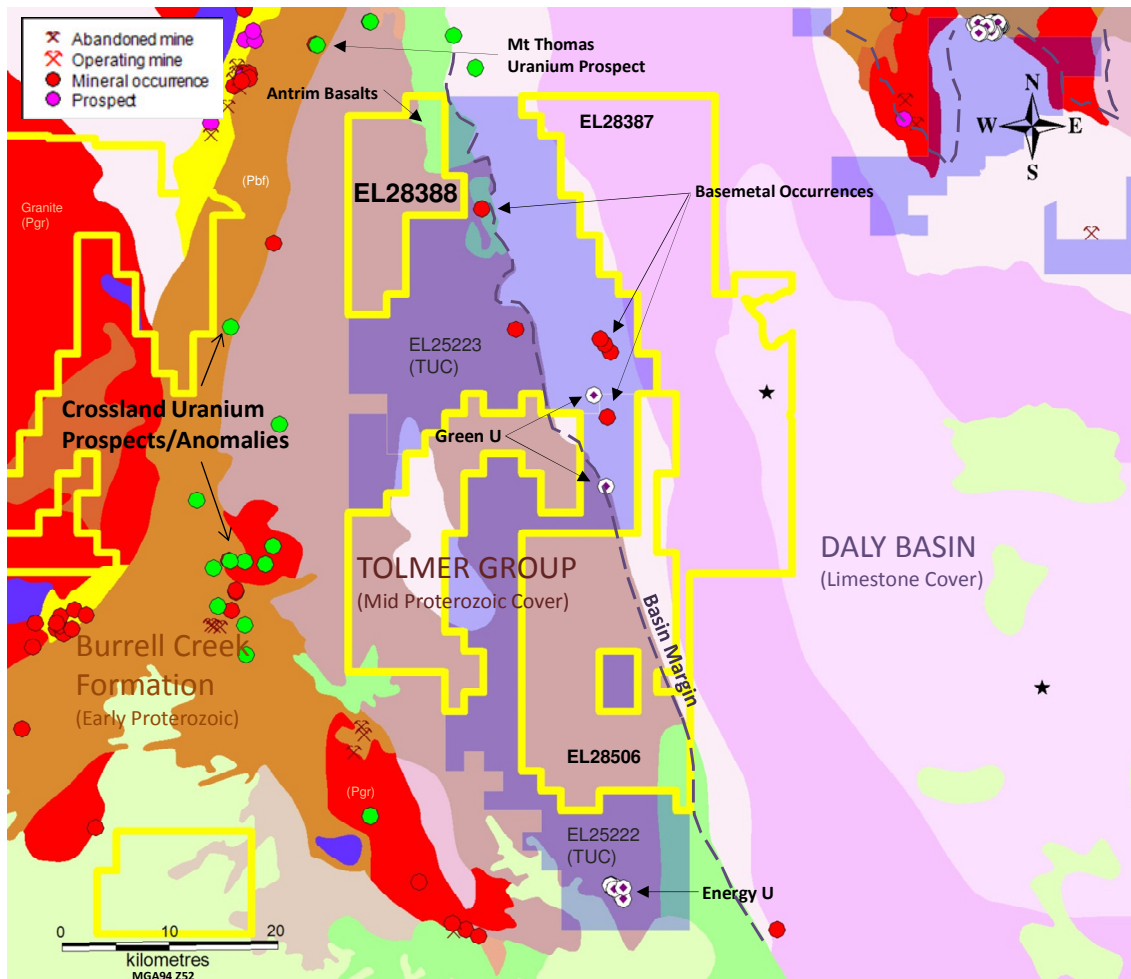 Abandoned mine
Operating mine
Mineral occurrence
Prospect
Mt Thomas
Uranium Prospect
Antrim Basalts
EL28387
N
W E
S
(Pbf)
EL28388
Basemetal Occurrences
Granite
(Pgr)
EL25223
(TUC)
Crossland Uranium
Prospects/Anomalies
Green U
TOLMER GROUP
(Mid Proterozoic Cover)
DALY BASIN
(Limestone Cover)
Basin Margin
Burrell Creek
Formation
(Early Proterozoic)
EL28506
(Pgr)
EL25222
(TUC)
Energy U
0 10 20
kilometres
MGA94 Z52